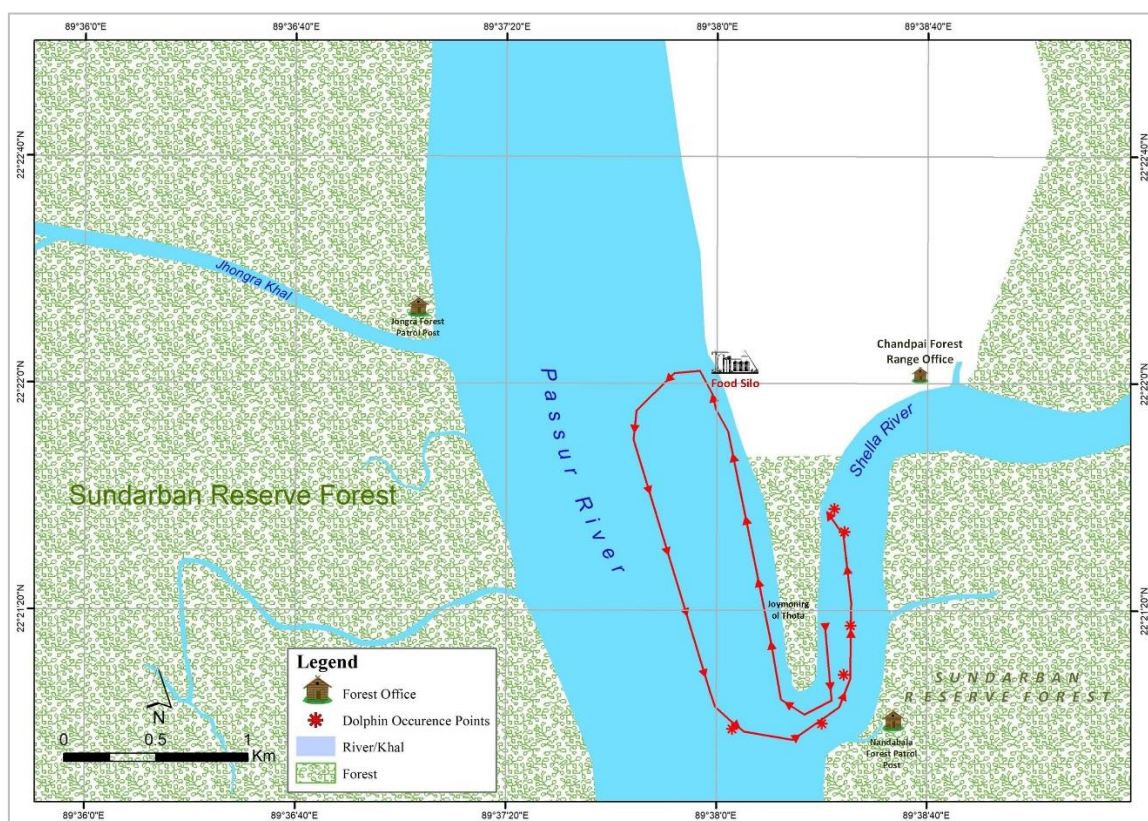 89°36'0"E 89°36'40"E 89°37'20"E 89°38'0"E 89°38'40"E
22°22'40"N 22°22'40"N
Jhongra Khal
Jongra Forest
Patrol Post
Chandpai Forest
Range Office
22°22'0"N 22°22'0"N
Food Silo
Passur River
Shella River
Sundarban Reserve Forest
22°21'20"N 22°21'20"N
Joymonirg
ol Thota
SUNDARBAN
RESERVE FOREST
Nandabala
Forest Patrol
Post
Legend
Forest Office
Dolphin Occurence Points
River/Khal
Forest
N
0 0.5 1
Km
89°36'0"E 89°36'40"E 89°37'20"E 89°38'0"E 89°38'40"E